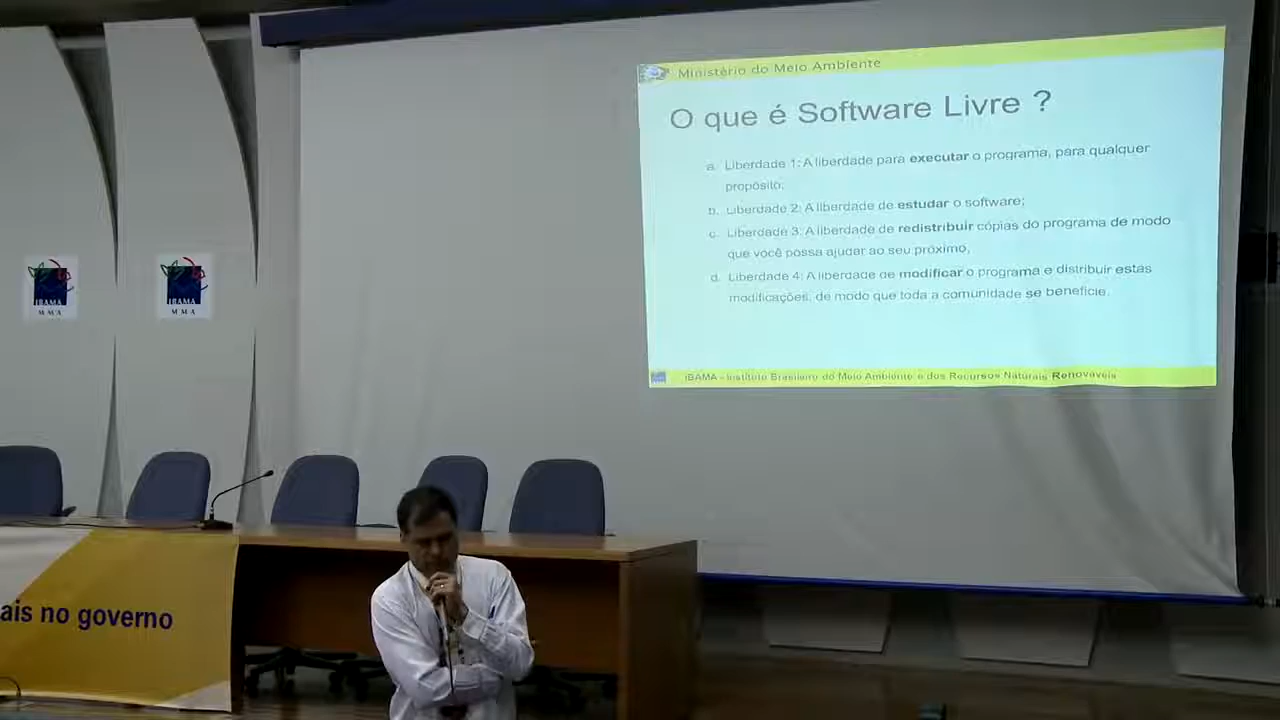 Ministério do Meio Ambiente
O que é Software Livre ?
a. Liberdade 1: A liberdade para executar o programa, para qualquer
propósito;
b. Liberdade 2: A liberdade de estudar o software;
c. Liberdade 3: A liberdade de redistribuir cópias do programa de modo
que você possa ajudar ao seu próximo;
d. Liberdade 4: A liberdade de modificar o programa e distribuir estas
modificações, de modo que toda a comunidade se beneficie.
IBAMA - Instituto Brasileiro do Meio Ambiente e dos Recursos Naturais Renováveis
IBAMA
M M A
IBAMA
M M A
ais no governo